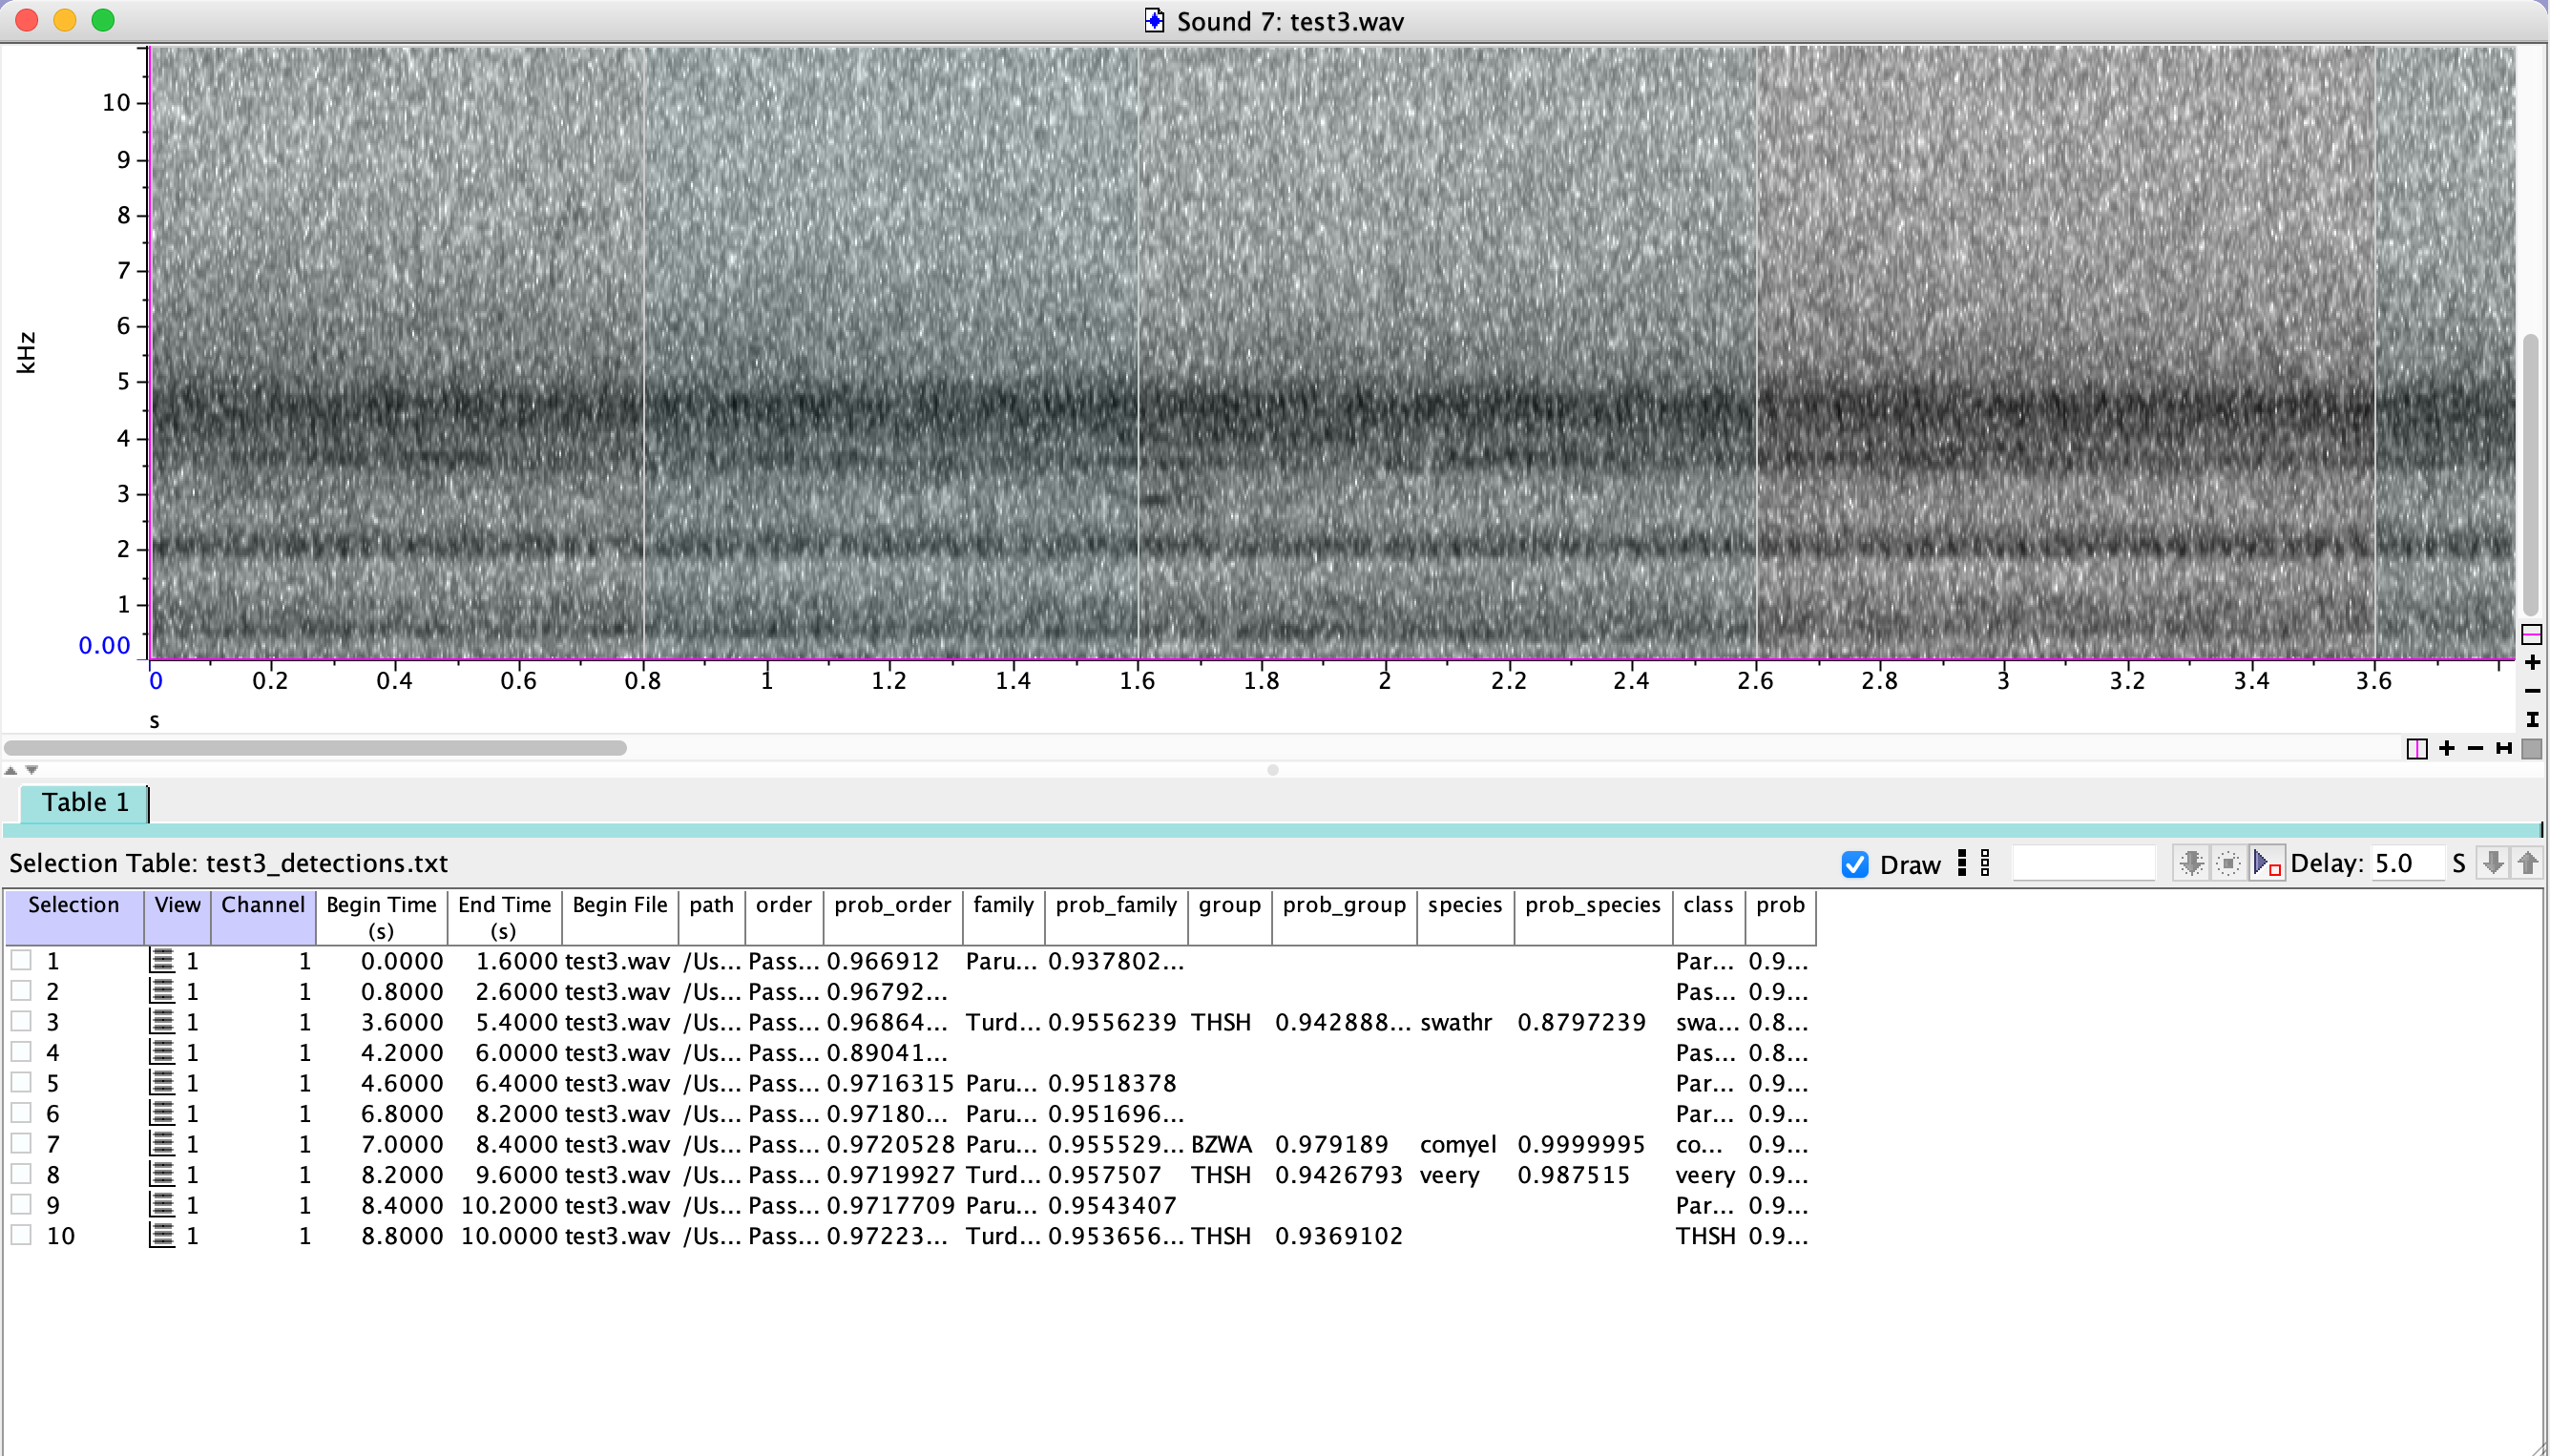 Sound 7: test3.wav
10
9
8
7
6
5
4
3
2
1
0.00
kHz
0 0.2 0.4 0.6 0.8 1 1.2 1.4 1.6 1.8 2 2.2 2.4 2.6 2.8 3 3.2 3.4 3.6
s
Table 1
Selection Table: test3_detections.txt Draw Delay: 5.0 S
Selection View Channel Begin Time (s) End Time (s) Begin File path order prob_order family prob_family group prob_group species prob_species class prob
1 1 1 0.0000 1.6000 test3.wav /Us... Pass... 0.966912 Paru... 0.937802... Par... 0.9...
2 1 1 0.8000 2.6000 test3.wav /Us... Pass... 0.96792... Pas... 0.9...
3 1 1 3.6000 5.4000 test3.wav /Us... Pass... 0.96864... Turd... 0.9556239 THSH 0.942888... swathr 0.8797239 swa... 0.8...
4 1 1 4.2000 6.0000 test3.wav /Us... Pass... 0.89041... Pas... 0.8...
5 1 1 4.6000 6.4000 test3.wav /Us... Pass... 0.9716315 Paru... 0.9518378 Par... 0.9...
6 1 1 6.8000 8.2000 test3.wav /Us... Pass... 0.97180... Paru... 0.951696... Par... 0.9...
7 1 1 7.0000 8.4000 test3.wav /Us... Pass... 0.9720528 Paru... 0.955529... BZWA 0.979189 comyel 0.9999995 co... 0.9...
8 1 1 8.2000 9.6000 test3.wav /Us... Pass... 0.9719927 Turd... 0.957507 THSH 0.9426793 veery 0.987515 veery 0.9...
9 1 1 8.4000 10.2000 test3.wav /Us... Pass... 0.9717709 Paru... 0.9543407 Par... 0.9...
10 1 1 8.8000 10.0000 test3.wav /Us... Pass... 0.97223... Turd... 0.953656... THSH 0.9369102 THSH 0.9...